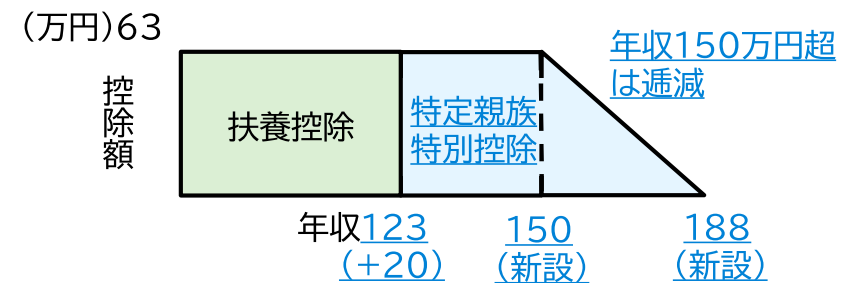 (万円)63
控除額
扶養控除
特定親族
特別控除
年収150万円超
は逓減
年収123
(+20)
150
(新設)
188
(新設)